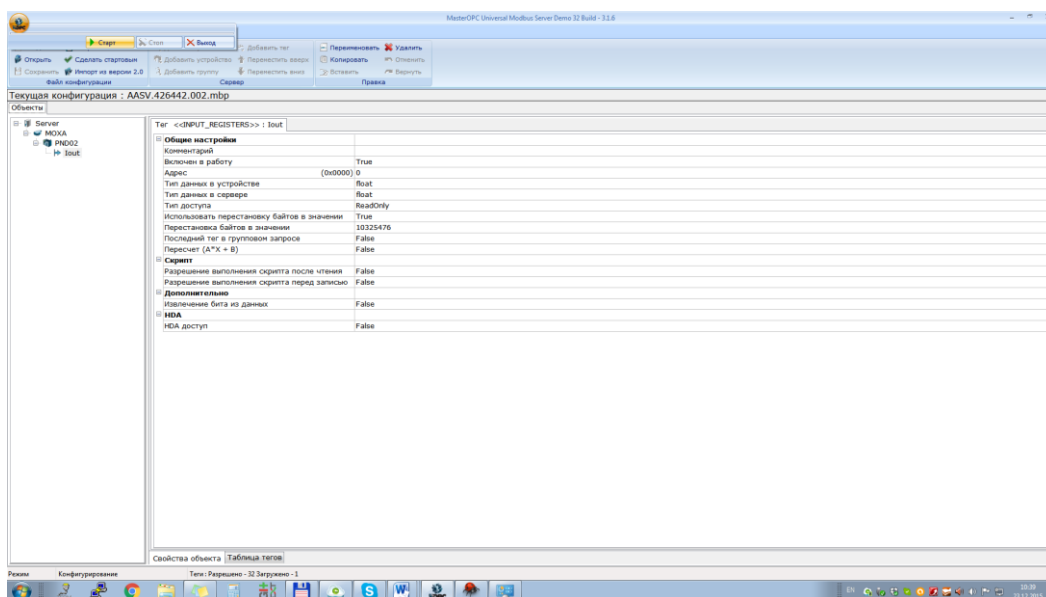 MasterOPC Universal Modbus Server Demo 32 Build - 3.1.6
Старт Стоп Выход
Добавить тег Переименовать Удалить
Открыть Сделать стартовым Добавить устройство Переместить вверх Копировать Отменить
Сохранить Импорт из версии 2.0 Добавить группу Переместить вниз Вставить Вернуть
Файл конфигурации Сервер Правка
Текущая конфигурация : AASV.426442.002.mbp
Объекты
Server
MOXA
PND02
Iout
Тег <<INPUT_REGISTERS>> : Iout
Общие настройки
Комментарий
Включен в работу True
Адрес (0x0000) 0
Тип данных в устройстве float
Тип данных в сервере float
Тип доступа ReadOnly
Использовать перестановку байтов в значении True
Перестановка байтов в значении 10325476
Последний тег в групповом запросе False
Пересчет (A*X + B) False
Скрипт
Разрешение выполнения скрипта после чтения False
Разрешение выполнения скрипта перед записью False
Дополнительно
Извлечение бита из данных False
HDA
HDA доступ False
Свойства объекта Таблица тегов
Режим Конфигурирование Теги: Разрешено - 32 Загружено - 1
EN 10:39